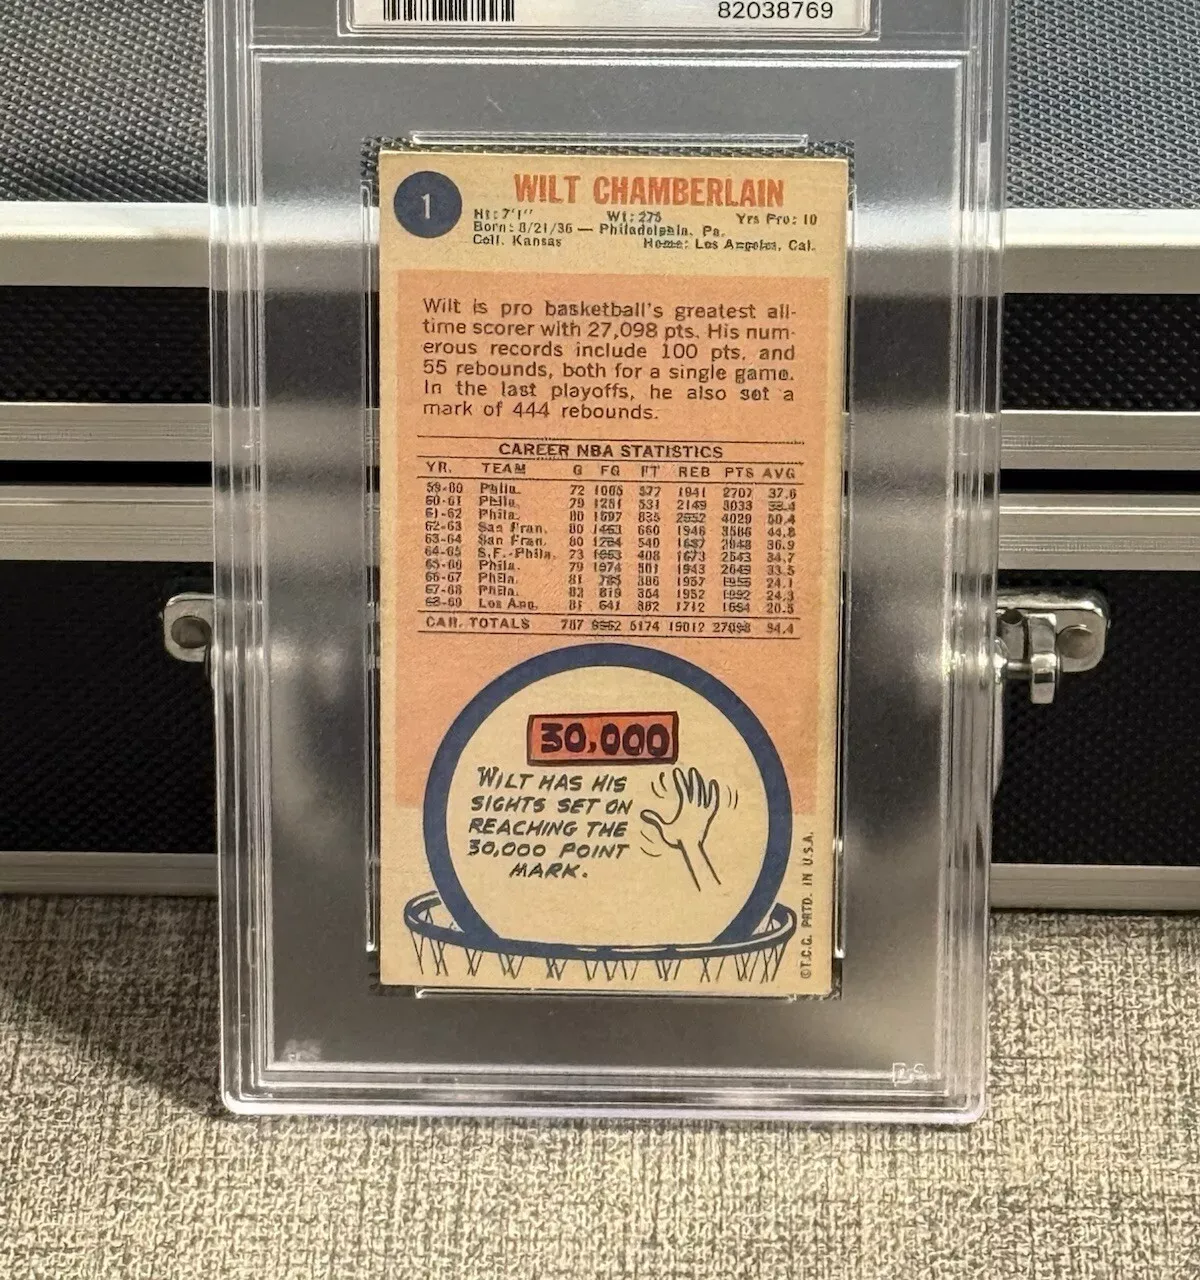 82038769
1
WILT CHAMBERLAIN
Ht: 7'1" Wt: 275 Yrs Pro: 10
Born: 8/21/36 — Philadelphia, Pa.
Coll. Kansas Home: Los Angeles, Cal.
Wilt is pro basketball's greatest all-
time scorer with 27,098 pts. His num-
erous records include 100 pts. and
55 rebounds, both for a single game.
In the last playoffs, he also set a
mark of 444 rebounds.
CAREER NBA STATISTICS
YR. TEAM G FG FT REB PTS AVG
59-60 Phila. 72 1065 577 1941 2707 37.6
60-61 Phila. 79 1251 531 2149 3033 38.4
61-62 Phila. 80 1597 835 2052 4029 50.4
62-63 San Fran. 80 1463 660 1946 3586 44.8
63-64 San Fran. 80 1204 540 2948 36.9
64-65 S.F.-Phila. 73 1063 408 1673 34.7
65-66 Phila. 79 1074 501 1943 2649 33.5
66-67 Phila. 81 785 386 1957 1956 24.1
67-68 Phila. 82 819 354 1952 1992 24.3
68-69 Los Ang. 81 641 382 1712 1664 20.5
CAR. TOTALS 787 5174 19012 27098 34.4
30,000
WILT HAS HIS
SIGHTS SET ON
REACHING THE
30,000 POINT
MARK.
©T.C.G. PRTD. IN U.S.A.